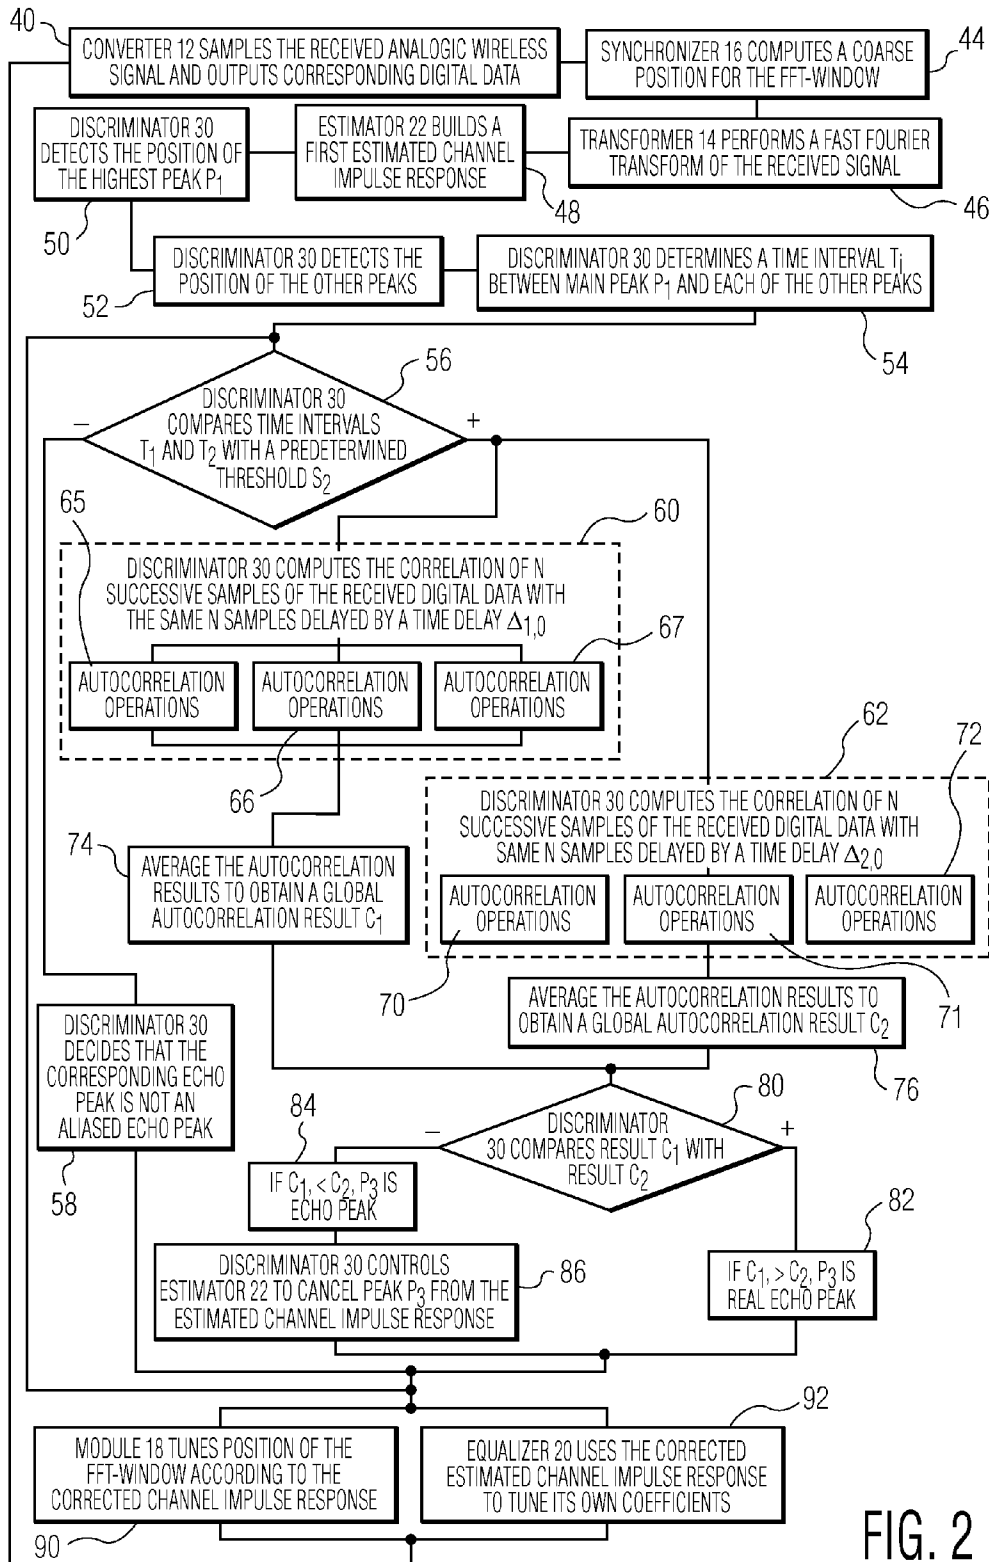 40
CONVERTER 12 SAMPLES THE RECEIVED ANALOGIC WIRELESS
SIGNAL AND OUTPUTS CORRESPONDING DIGITAL DATA
SYNCHRONIZER 16 COMPUTES A COARSE
POSITION FOR THE FFT-WINDOW
44
DISCRIMINATOR 30
DETECTS THE POSITION OF
THE HIGHEST PEAK P1
50
ESTIMATOR 22 BUILDS A
FIRST ESTIMATED CHANNEL
IMPULSE RESPONSE
48
TRANSFORMER 14 PERFORMS A FAST FOURIER
TRANSFORM OF THE RECEIVED SIGNAL
46
DISCRIMINATOR 30 DETECTS THE
POSITION OF THE OTHER PEAKS
52
DISCRIMINATOR 30 DETERMINES A TIME INTERVAL Ti
BETWEEN MAIN PEAK P1 AND EACH OF THE OTHER PEAKS
54
56
DISCRIMINATOR 30
COMPARES TIME INTERVALS
T1 AND T2 WITH A PREDETERMINED
THRESHOLD S2
−
+
60
DISCRIMINATOR 30 COMPUTES THE CORRELATION OF N
SUCCESSIVE SAMPLES OF THE RECEIVED DIGITAL DATA WITH
THE SAME N SAMPLES DELAYED BY A TIME DELAY Δ1,0
65
67
AUTOCORRELATION
OPERATIONS
AUTOCORRELATION
OPERATIONS
AUTOCORRELATION
OPERATIONS
66
62
DISCRIMINATOR 30 COMPUTES THE CORRELATION OF N
SUCCESSIVE SAMPLES OF THE RECEIVED DIGITAL DATA WITH
SAME N SAMPLES DELAYED BY A TIME DELAY Δ2,0
72
AUTOCORRELATION
OPERATIONS
AUTOCORRELATION
OPERATIONS
AUTOCORRELATION
OPERATIONS
70
71
74
AVERAGE THE AUTOCORRELATION
RESULTS TO OBTAIN A GLOBAL
AUTOCORRELATION RESULT C1
AVERAGE THE AUTOCORRELATION RESULTS TO
OBTAIN A GLOBAL AUTOCORRELATION RESULT C2
76
DISCRIMINATOR 30
DECIDES THAT THE
CORRESPONDING ECHO
PEAK IS NOT AN
ALIASED ECHO PEAK
58
80
DISCRIMINATOR
30 COMPARES RESULT C1 WITH
RESULT C2
−
+
84
IF C1, < C2, P3 IS
ECHO PEAK
82
IF C1, > C2, P3 IS
REAL ECHO PEAK
DISCRIMINATOR 30 CONTROLS
ESTIMATOR 22 TO CANCEL PEAK P3 FROM THE
ESTIMATED CHANNEL IMPULSE RESPONSE
86
MODULE 18 TUNES POSITION OF THE
FFT-WINDOW ACCORDING TO THE
CORRECTED CHANNEL IMPULSE RESPONSE
90
92
EQUALIZER 20 USES THE CORRECTED
ESTIMATED CHANNEL IMPULSE RESPONSE
TO TUNE ITS OWN COEFFICIENTS
FIG. 2